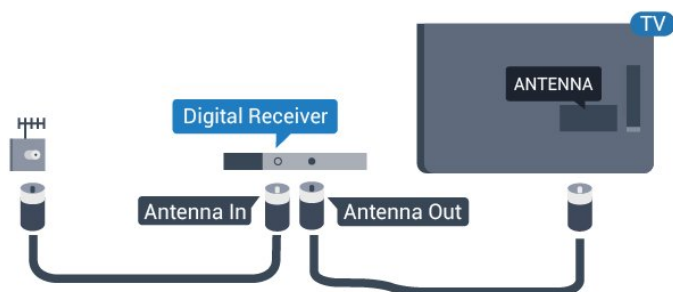 TV
ANTENNA
Digital Receiver
Antenna In
Antenna Out